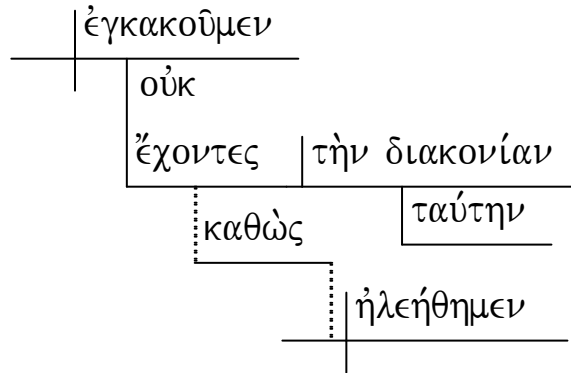 ἐγκακοῦμεν
οὐκ
ἔχοντες τὴν διακονίαν
ταύτην
καθὼς
ἠλεήθημεν